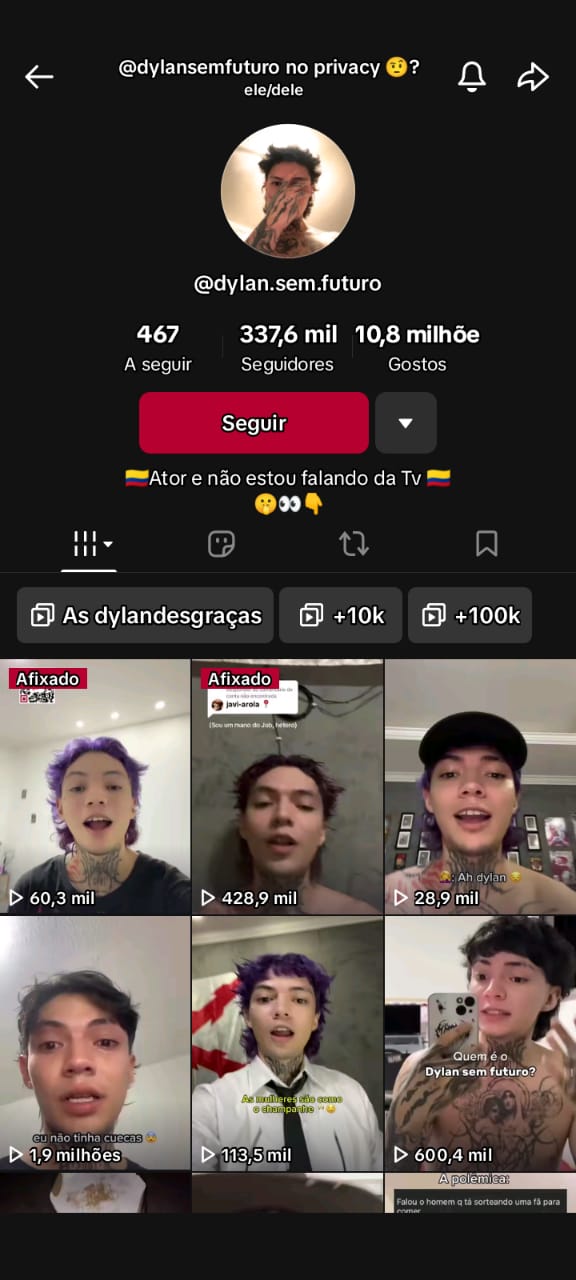 @dylansemfuturo no privacy 🤨?
ele/dele
@dylan.sem.futuro
467
337,6 mil
10,8 milhõe
A seguir
Seguidores
Gostos
Seguir
🇨🇴Ator e não estou falando da Tv 🇨🇴
🤫👀👇
As dylandesgraças
+10k
+100k
Afixado
60,3 mil
Afixado
javi-arola
(Sou um mano do Job, hetero)
428,9 mil
: Ah dylan
28,9 mil
eu não tinha cuecas
1,9 milhões
As mulheres são como
o champanhe
113,5 mil
Quem é o
Dylan sem futuro?
600,4 mil
A polémica:
Falou o homem q tá sorteando uma fã para
comer